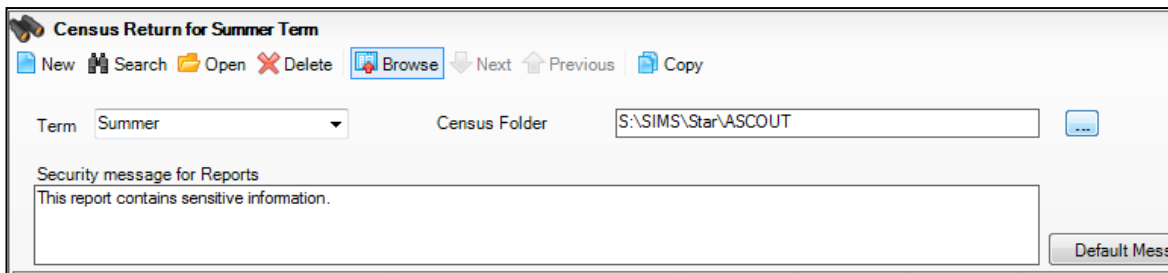 Census Return for Summer Term
New Search Open Delete Browse Next Previous Copy
Term Summer Census Folder S:\SIMS\Star\ASCOUT ...
Security message for Reports
This report contains sensitive information.
Default Mess